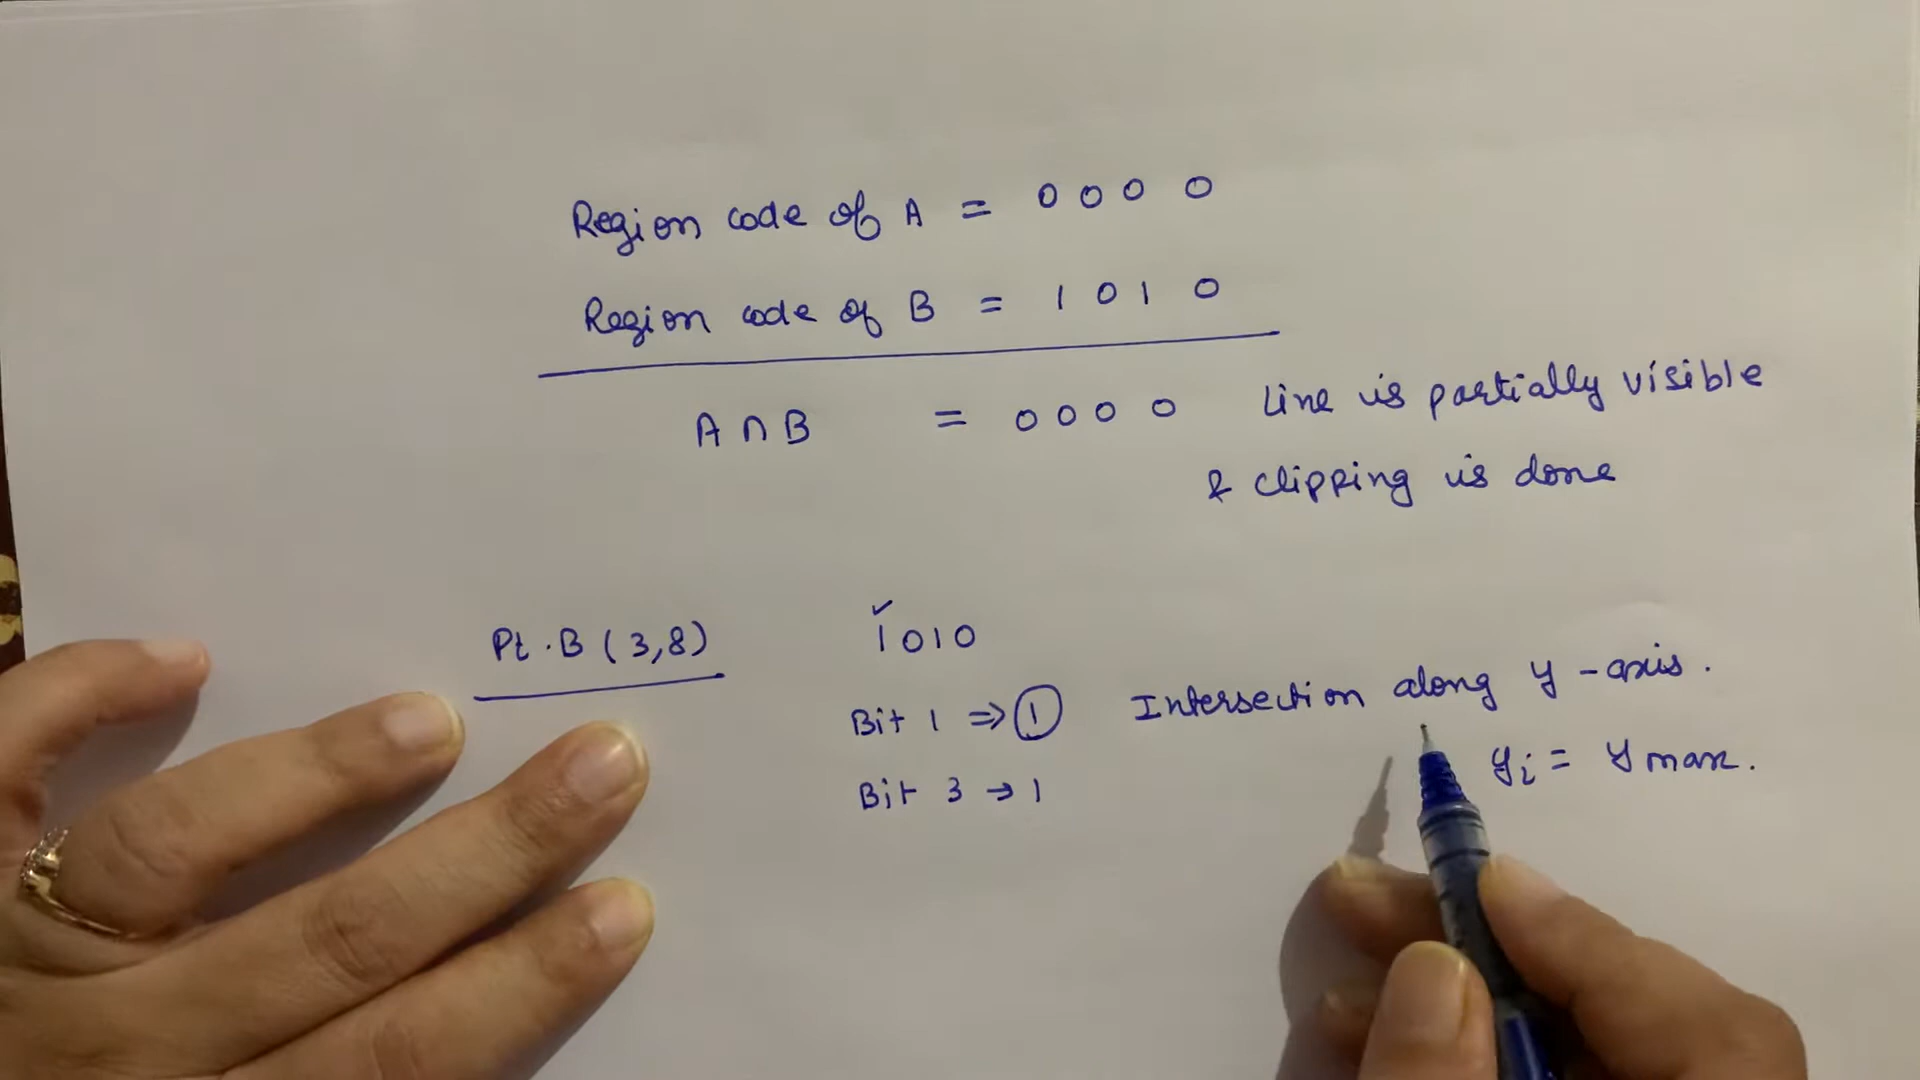 Region code of A = 0 0 0 0
Region code of B = 1 0 1 0
A ∩ B = 0 0 0 0 Line is partially visible
& clipping is done
Pt. B (3,8) ✓1010
Bit 1 ⇒ 1 Intersection along y-axis.
Bit 3 → 1 yi = ymax.